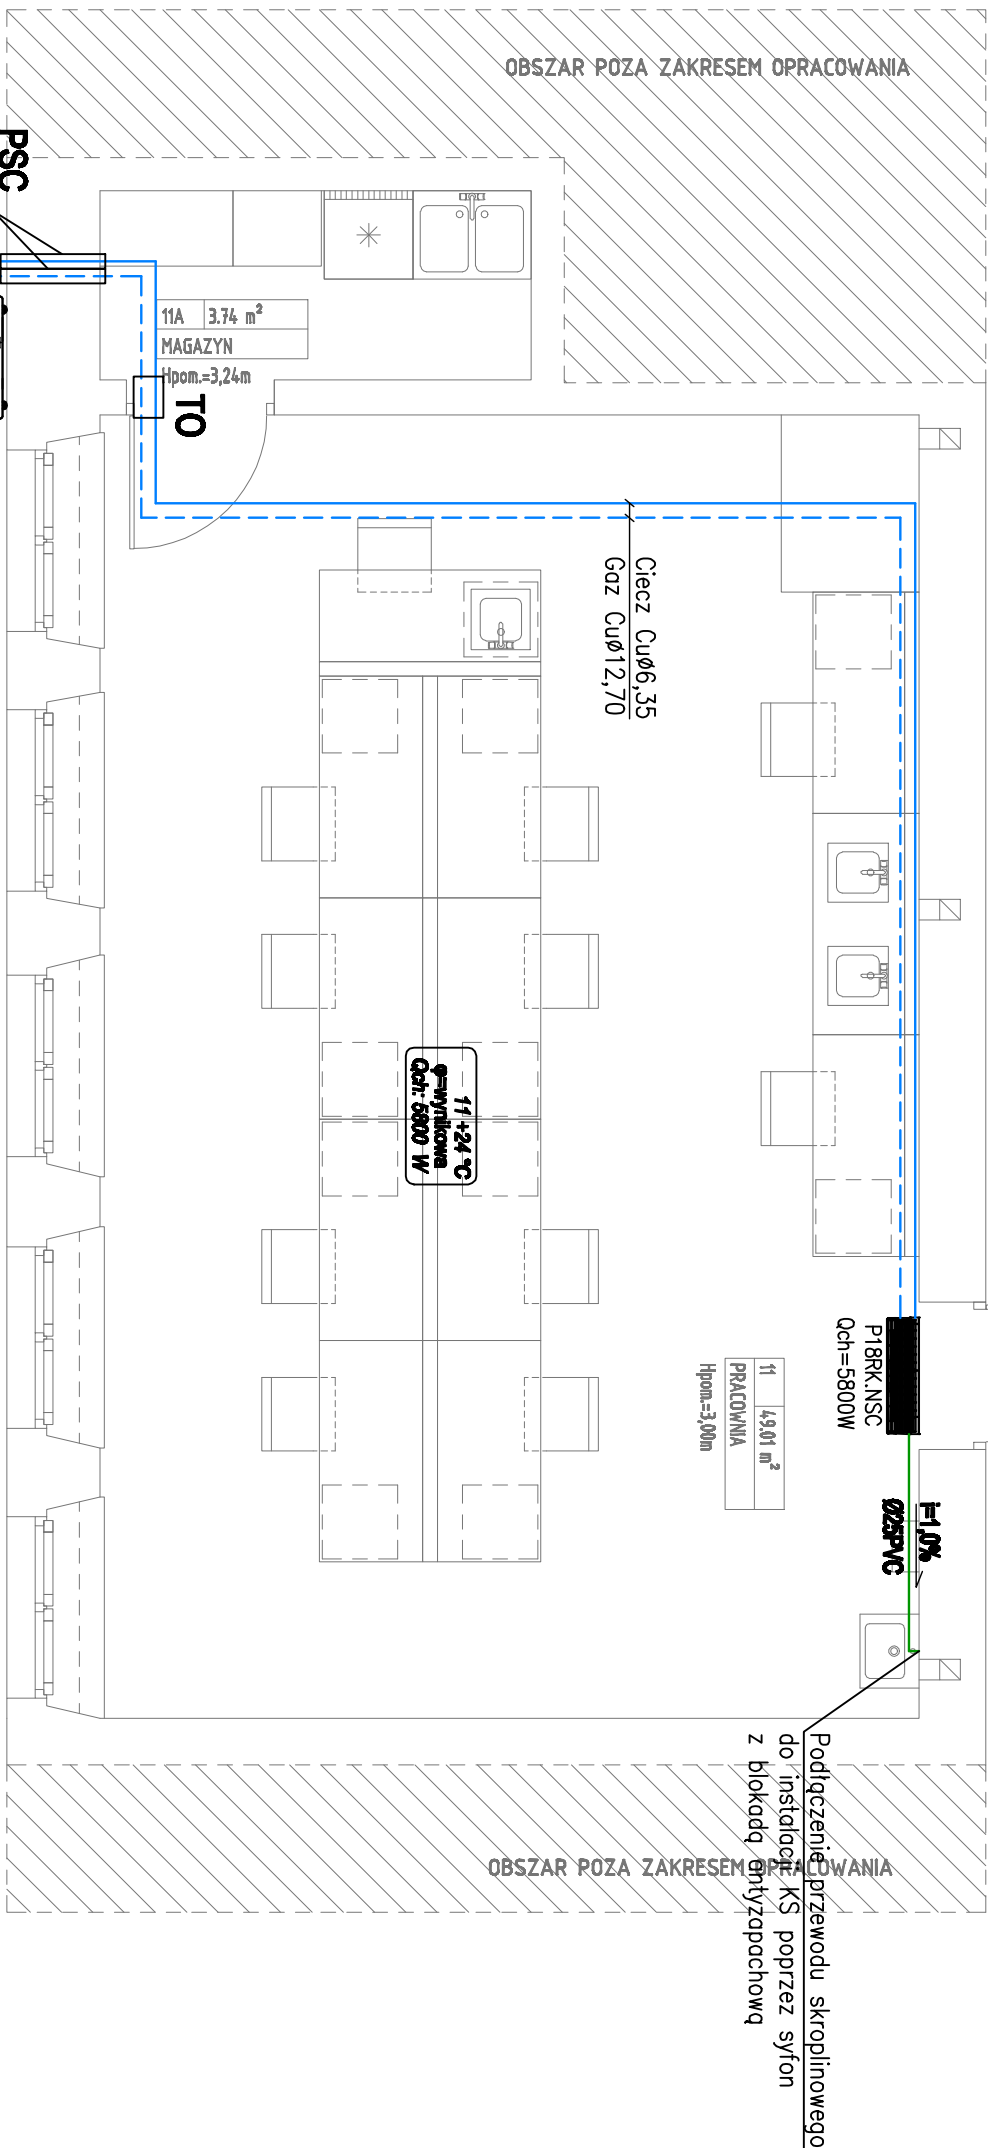 OBSZAR POZA ZAKRESEM OPRACOWANIA
PSC
11A 3.74 m²
MAGAZYN
Hpom.=3,24m
TO
Ciecz Cuø6,35
Gaz Cuø12,70
11 +24 °C
φ=wynikowa
Qch: 5800 W
P18RK.NSC
Qch=5800W
11 49.01 m²
PRACOWNIA
Hpom.=3,00m
i=1,0%
Ø25PVC
Podłączenie przewodu skroplinowego
do instalacji KS poprzez syfon
z blokadą antyzapachową
OBSZAR POZA ZAKRESEM OPRACOWANIA